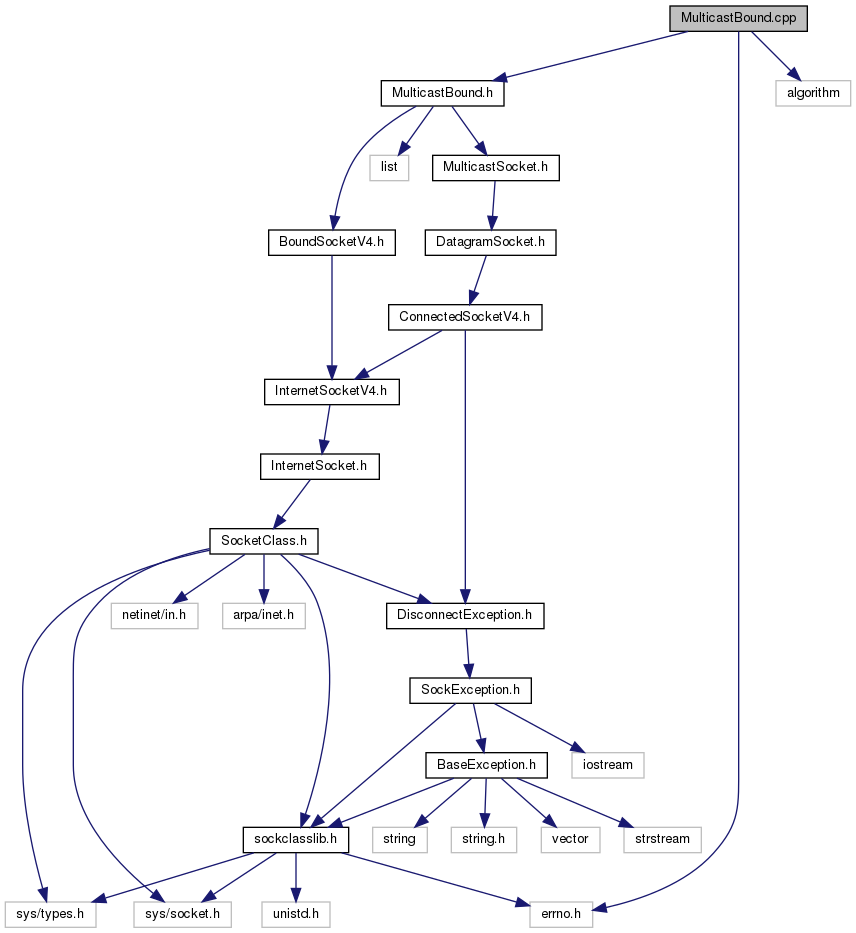 MulticastBound.cpp
MulticastBound.h
algorithm
list
MulticastSocket.h
BoundSocketV4.h
DatagramSocket.h
ConnectedSocketV4.h
InternetSocketV4.h
InternetSocket.h
SocketClass.h
netinet/in.h
arpa/inet.h
DisconnectException.h
SockException.h
BaseException.h
iostream
sockclasslib.h
string
string.h
vector
strstream
sys/types.h
sys/socket.h
unistd.h
errno.h